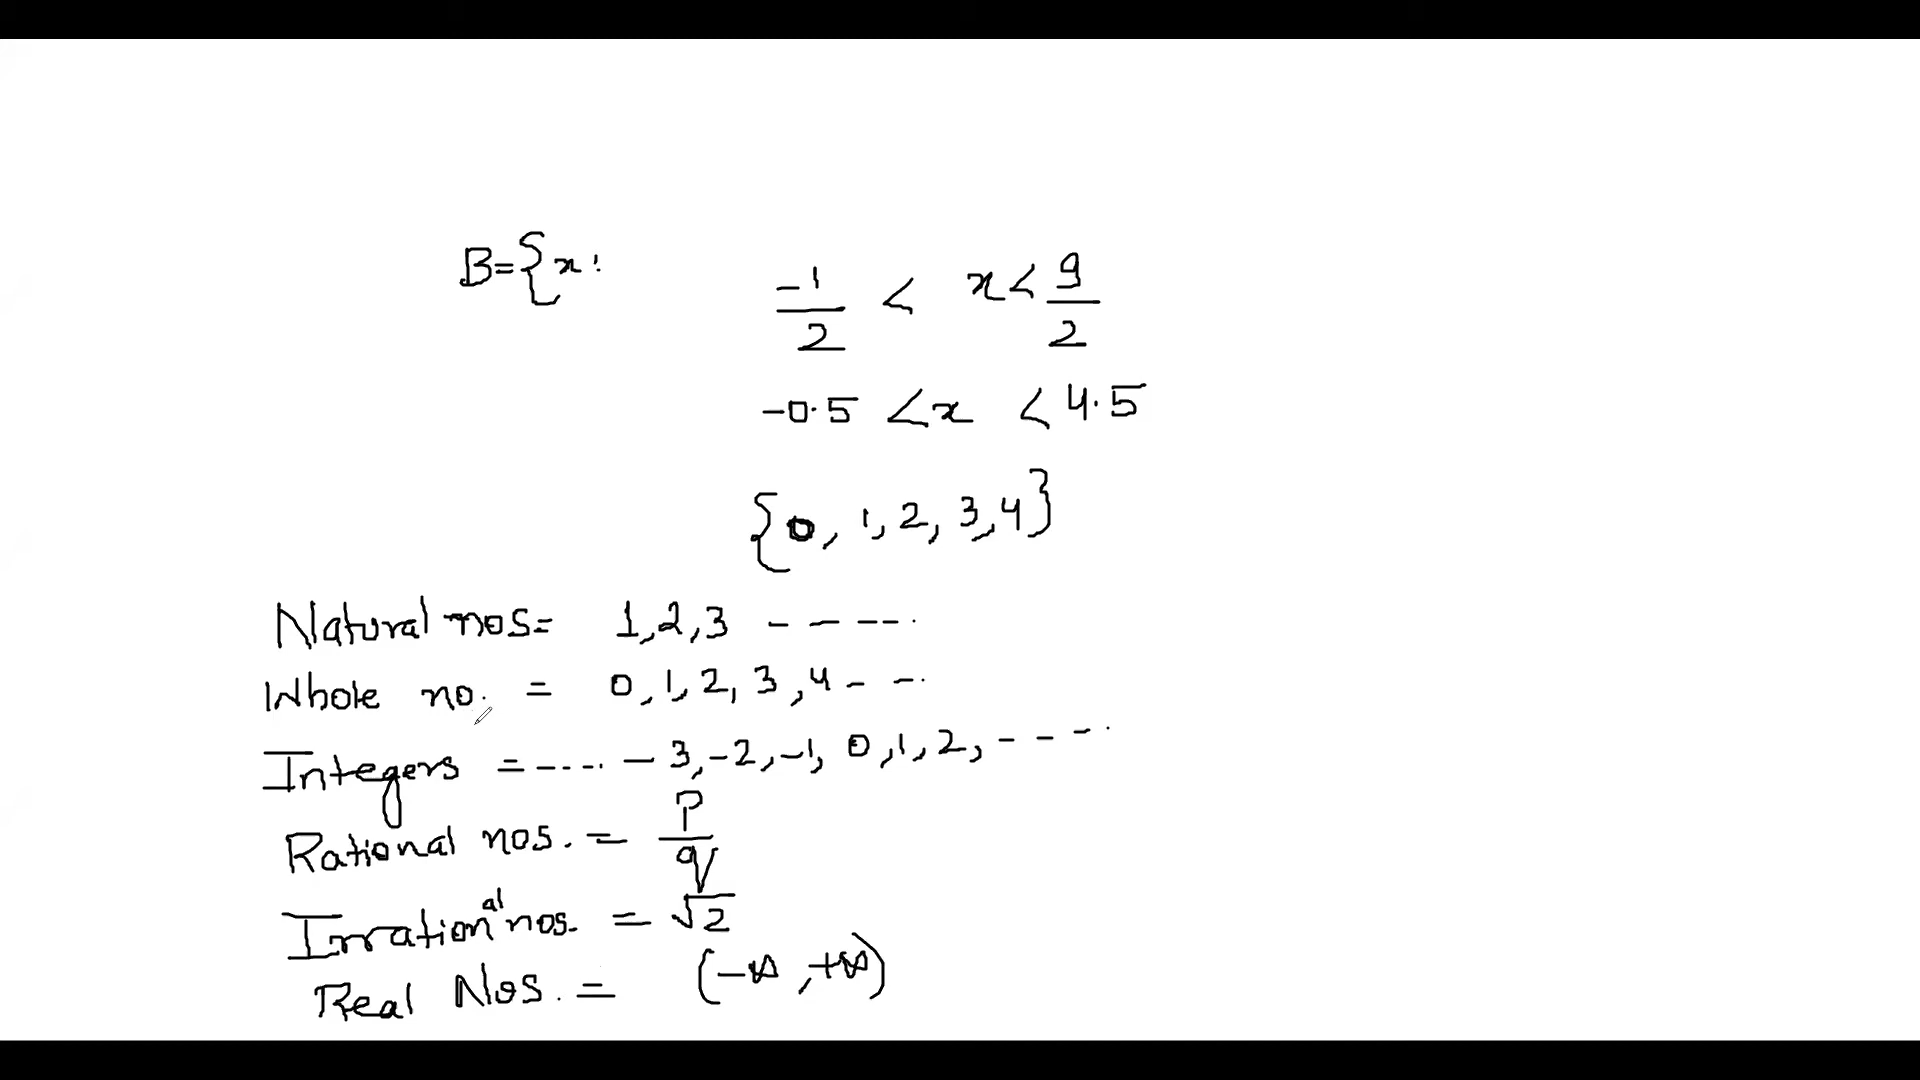 B={x:
-1/2 < x < 9/2
-0.5 < x < 4.5
{0, 1, 2, 3, 4}
Natural nos= 1, 2, 3 - - - - -.
Whole no. = 0, 1, 2, 3, 4 - - -.
Integers = - ..... - 3, -2, -1, 0, 1, 2, - - - - .
Rational nos. = p/q
Irrational nos. = √2
Real Nos. = (-∞, +∞)